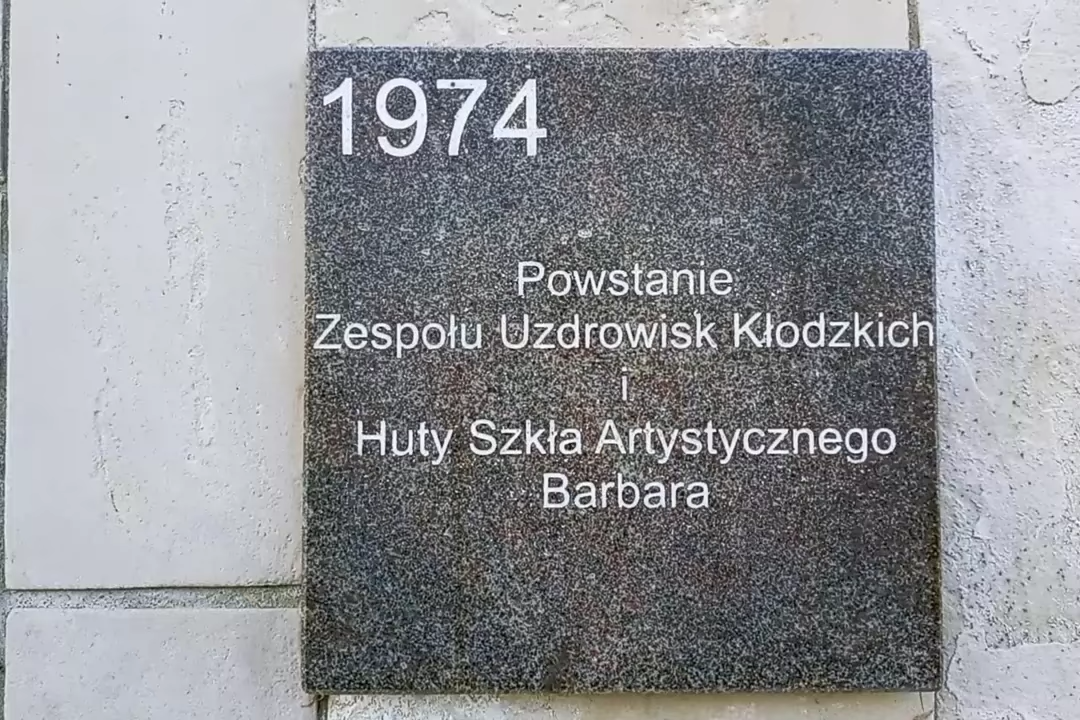 1974
Powstanie
Zespołu Uzdrowisk Kłodzkich
i
Huty Szkła Artystycznego
Barbara